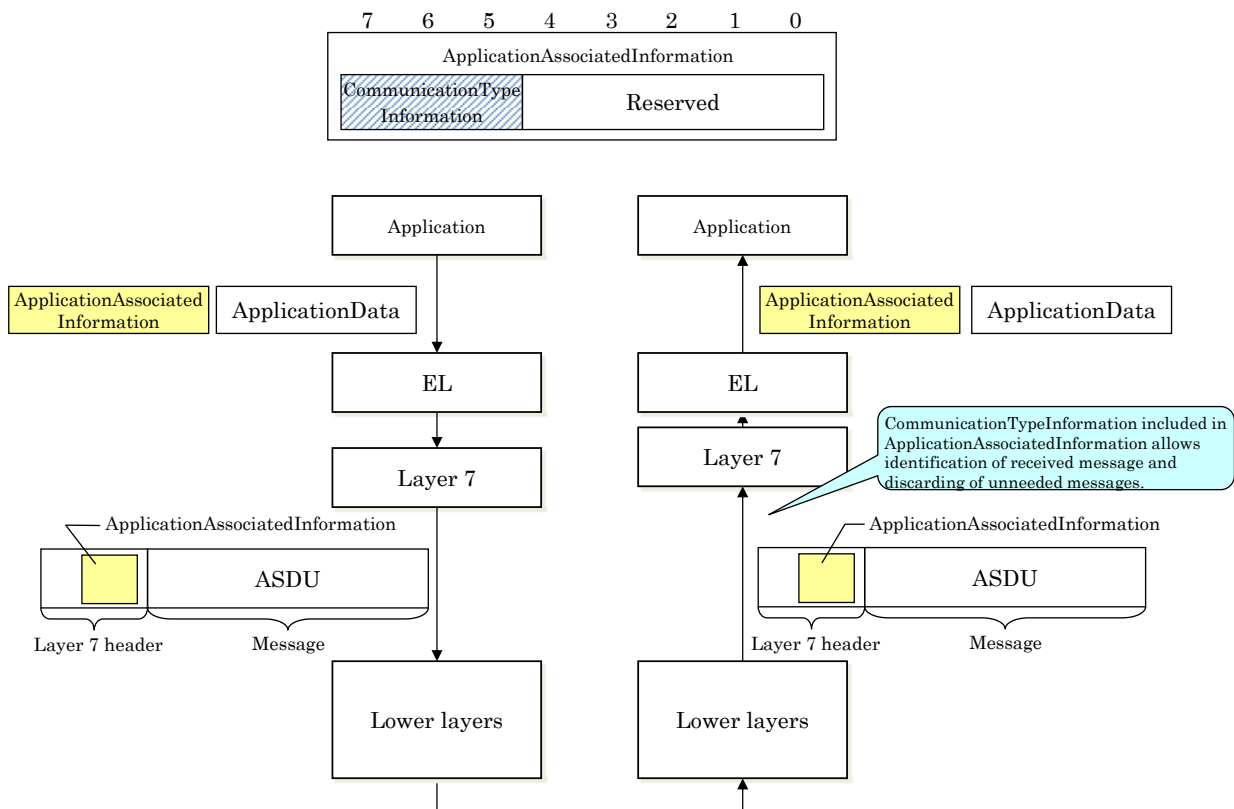 7 6 5 4 3 2 1 0
ApplicationAssociatedInformation
CommunicationType
Information
Reserved
Application
Application
ApplicationAssociated
Information
ApplicationData
ApplicationAssociated
Information
ApplicationData
EL
EL
CommunicationTypeInformation included in
ApplicationAssociatedInformation allows
identification of received message and
discarding of unneeded messages.
Layer 7
Layer 7
ApplicationAssociatedInformation
ApplicationAssociatedInformation
ASDU
ASDU
Layer 7 header
Message
Layer 7 header
Message
Lower layers
Lower layers